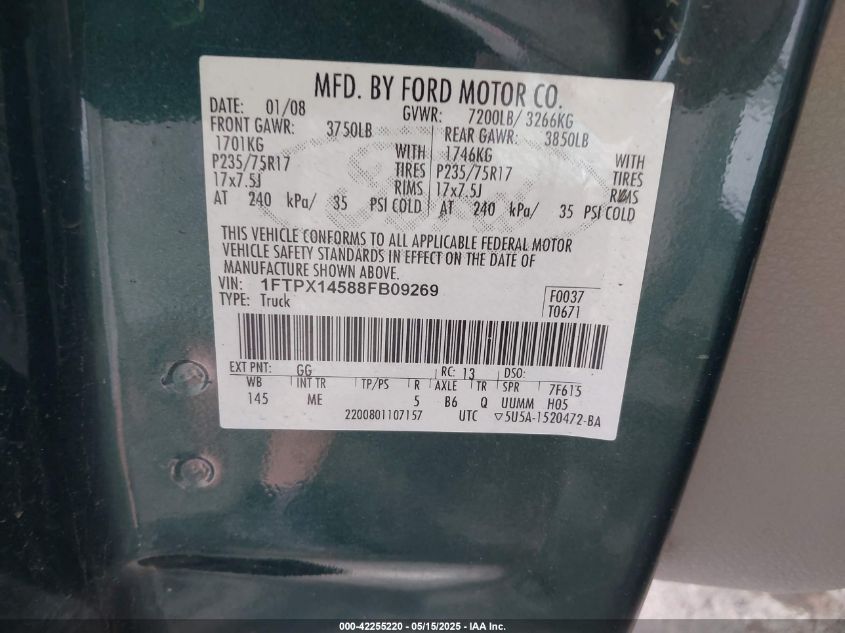 MFD. BY FORD MOTOR CO.
DATE: 01/08 GVWR: 7200LB/ 3266KG
FRONT GAWR: 3750LB REAR GAWR: 3850LB
1701KG WITH 1746KG WITH
P235/75R17 TIRES P235/75R17 TIRES
17x7.5J RIMS 17x7.5J RIMS
AT 240 kPa/ 35 PSI COLD AT 240 kPa/ 35 PSI COLD
THIS VEHICLE CONFORMS TO ALL APPLICABLE FEDERAL MOTOR
VEHICLE SAFETY STANDARDS IN EFFECT ON THE DATE OF
MANUFACTURE SHOWN ABOVE.
VIN: 1FTPX14588FB09269 F0037
TYPE: Truck T0671
EXT PNT: GG RC: 13 DSO:
WB INT TR TP/PS R AXLE TR SPR 7F615
145 ME 5 B6 Q UUMM H05
2200801107157 UTC ▽5U5A-1520472-BA
000-42255220 - 05/15/2025 - IAA Inc.